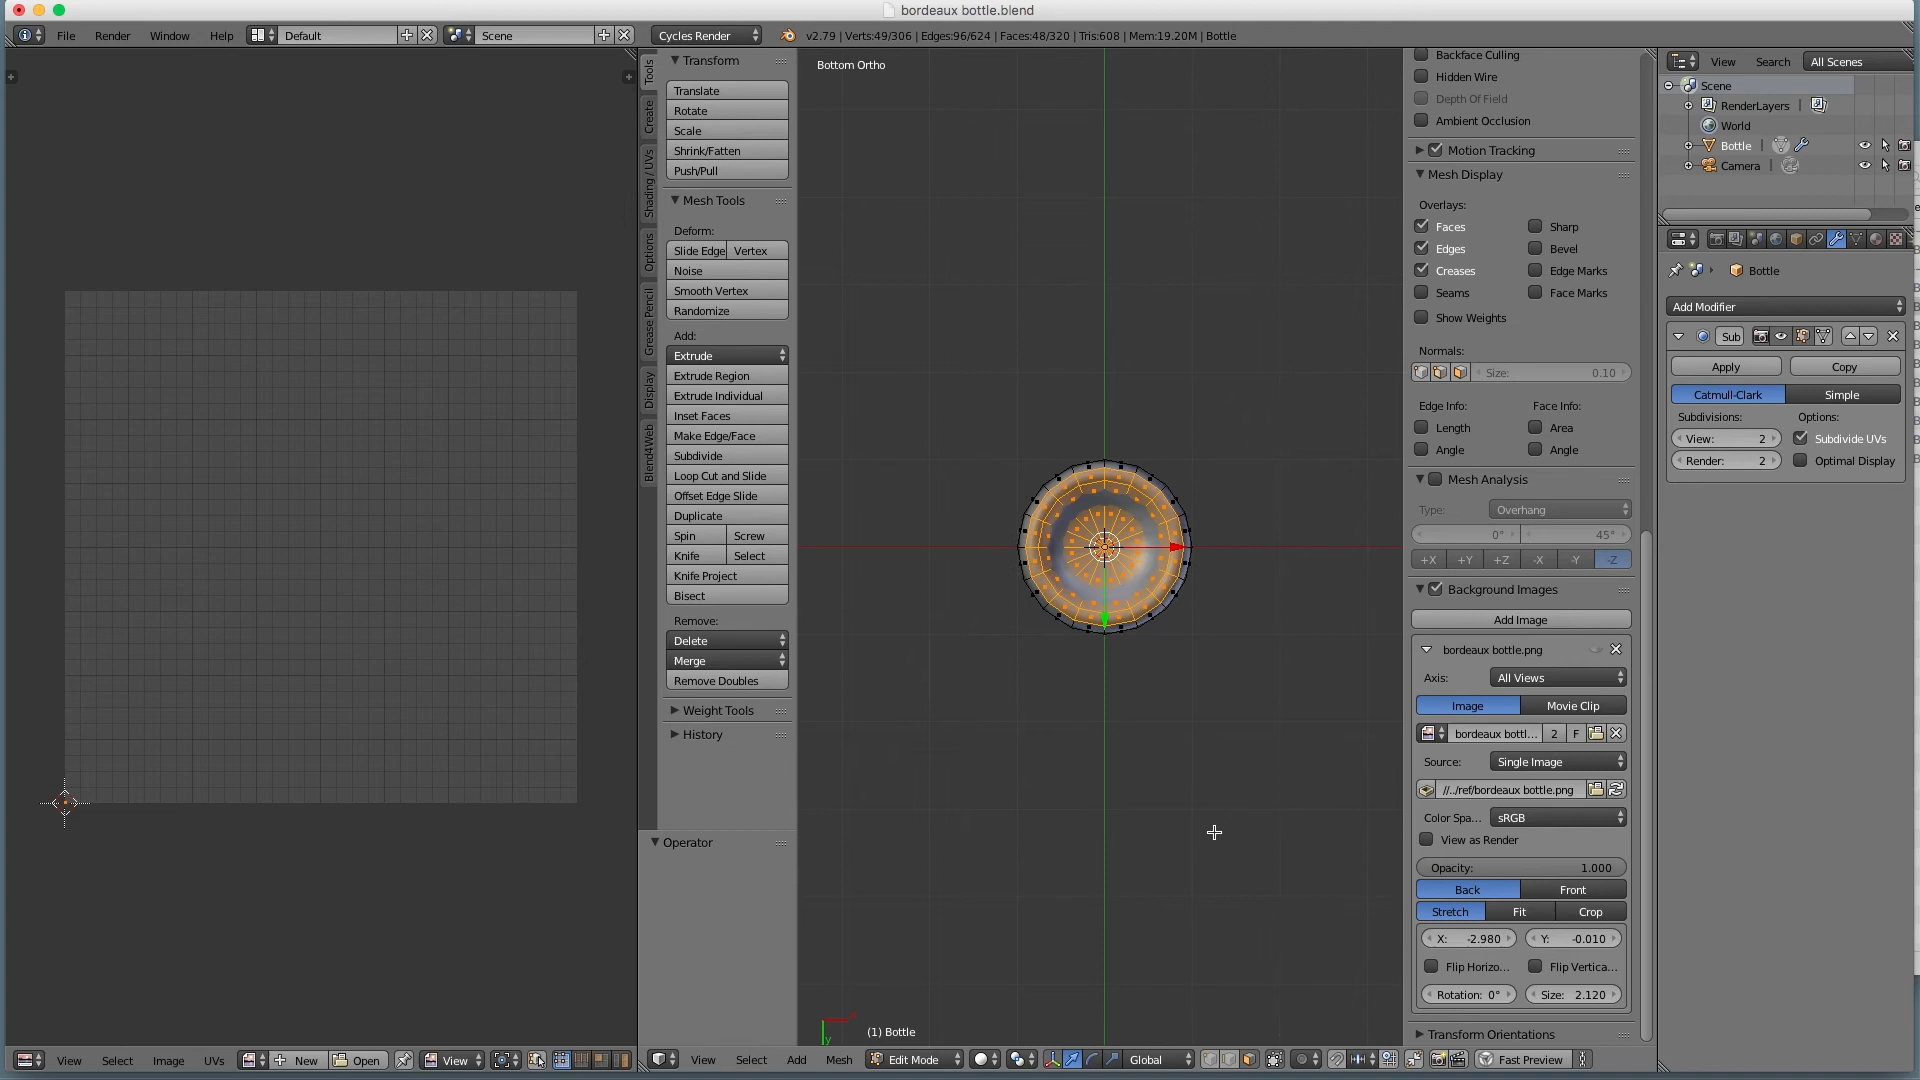 bordeaux bottle.blend
File Render Window Help Default Scene Cycles Render v2.79 | Verts:49/306 | Edges:96/624 | Faces:48/320 | Tris:608 | Mem:19.20M | Bottle
Tools
Create
Shading / UVs
Options
Grease Pencil
Display
Blend4Web
Transform
Translate
Rotate
Scale
Shrink/Fatten
Push/Pull
Mesh Tools
Deform:
Slide Edge Vertex
Noise
Smooth Vertex
Randomize
Add:
Extrude
Extrude Region
Extrude Individual
Inset Faces
Make Edge/Face
Subdivide
Loop Cut and Slide
Offset Edge Slide
Duplicate
Spin Screw
Knife Select
Knife Project
Bisect
Remove:
Delete
Merge
Remove Doubles
Weight Tools
History
Operator
Bottom Ortho
(1) Bottle
Backface Culling
Hidden Wire
Depth Of Field
Ambient Occlusion
Motion Tracking
Mesh Display
Overlays:
Faces Sharp
Edges Bevel
Creases Edge Marks
Seams Face Marks
Show Weights
Normals:
Size: 0.10
Edge Info: Face Info:
Length Area
Angle Angle
Mesh Analysis
Type: Overhang
0° 45°
+X +Y +Z -X -Y -Z
Background Images
Add Image
bordeaux bottle.png
Axis: All Views
Image Movie Clip
bordeaux bottl... 2 F
Source: Single Image
//../ref/bordeaux bottle.png
Color Spa... sRGB
View as Render
Opacity: 1.000
Back Front
Stretch Fit Crop
X: -2.980 Y: -0.010
Flip Horizo... Flip Vertica...
Rotation: 0° Size: 2.120
Transform Orientations
View Search All Scenes
Scene
RenderLayers
World
Bottle
Camera
Bottle
Add Modifier
Sub
Apply Copy
Catmull-Clark Simple
Subdivisions: Options:
View: 2 Subdivide UVs
Render: 2 Optimal Display
View Select Image UVs New Open View
View Select Add Mesh Edit Mode Global Fast Preview